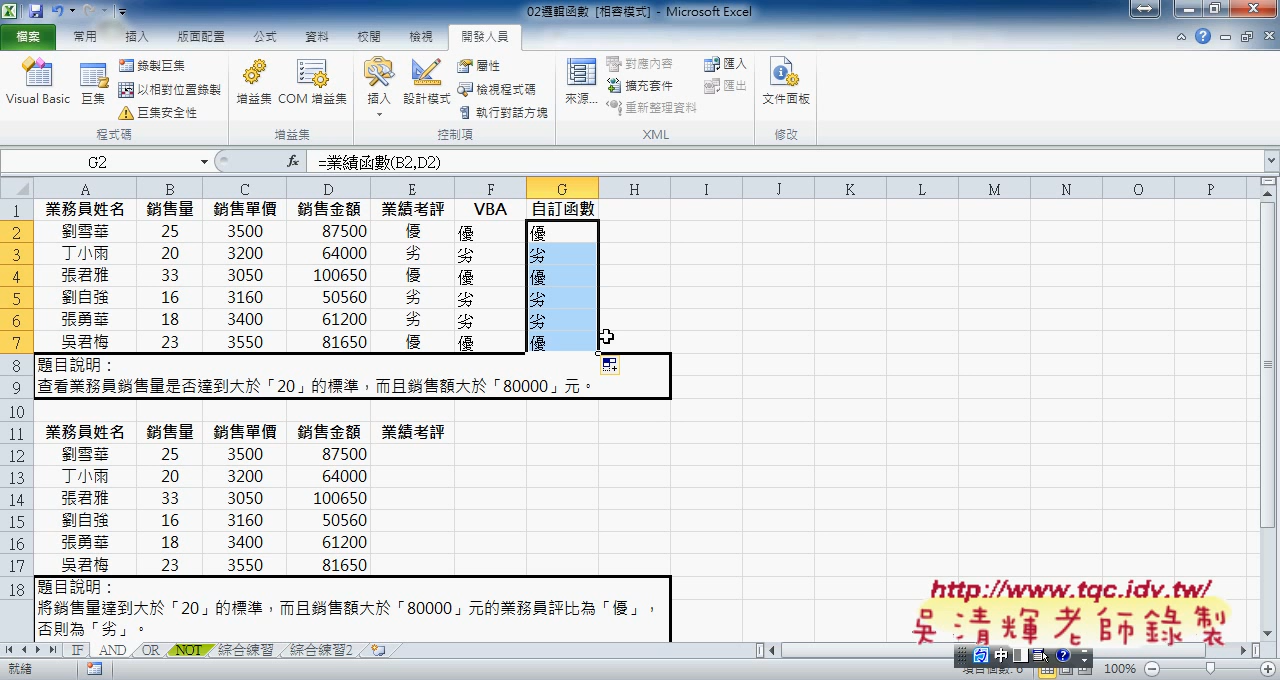 02邏輯函數 [相容模式] - Microsoft Excel
檔案 常用 插入 版面配置 公式 資料 校閱 檢視 開發人員
Visual Basic 巨集 錄製巨集 以相對位置錄製 巨集安全性 增益集 COM 增益集 插入 設計模式 屬性 檢視程式碼 執行對話方塊 來源... 對應內容 擴充套件 重新整理資料 匯入 匯出 文件面板
程式碼 增益集 控制項 XML 修改
G2 fx =業績函數(B2,D2)
A B C D E F G H I J K L M N O P
1 業務員姓名 銷售量 銷售單價 銷售金額 業績考評 VBA 自訂函數
2 劉雪華 25 3500 87500 優 優 優
3 丁小雨 20 3200 64000 劣 劣 劣
4 張君雅 33 3050 100650 優 優 優
5 劉自強 16 3160 50560 劣 劣 劣
6 張勇華 18 3400 61200 劣 劣 劣
7 吳君梅 23 3550 81650 優 優 優
8 題目說明：
9 查看業務員銷售量是否達到大於「20」的標準，而且銷售額大於「80000」元。
10
11 業務員姓名 銷售量 銷售單價 銷售金額 業績考評
12 劉雪華 25 3500 87500
13 丁小雨 20 3200 64000
14 張君雅 33 3050 100650
15 劉自強 16 3160 50560
16 張勇華 18 3400 61200
17 吳君梅 23 3550 81650
18 題目說明：
將銷售量達到大於「20」的標準，而且銷售額大於「80000」元的業務員評比為「優」，
否則為「劣」。
http://www.tqc.idv.tw/
吳清輝老師錄製
IF AND OR NOT 綜合練習 綜合練習2
中
就緒 項目個數: 6 100%